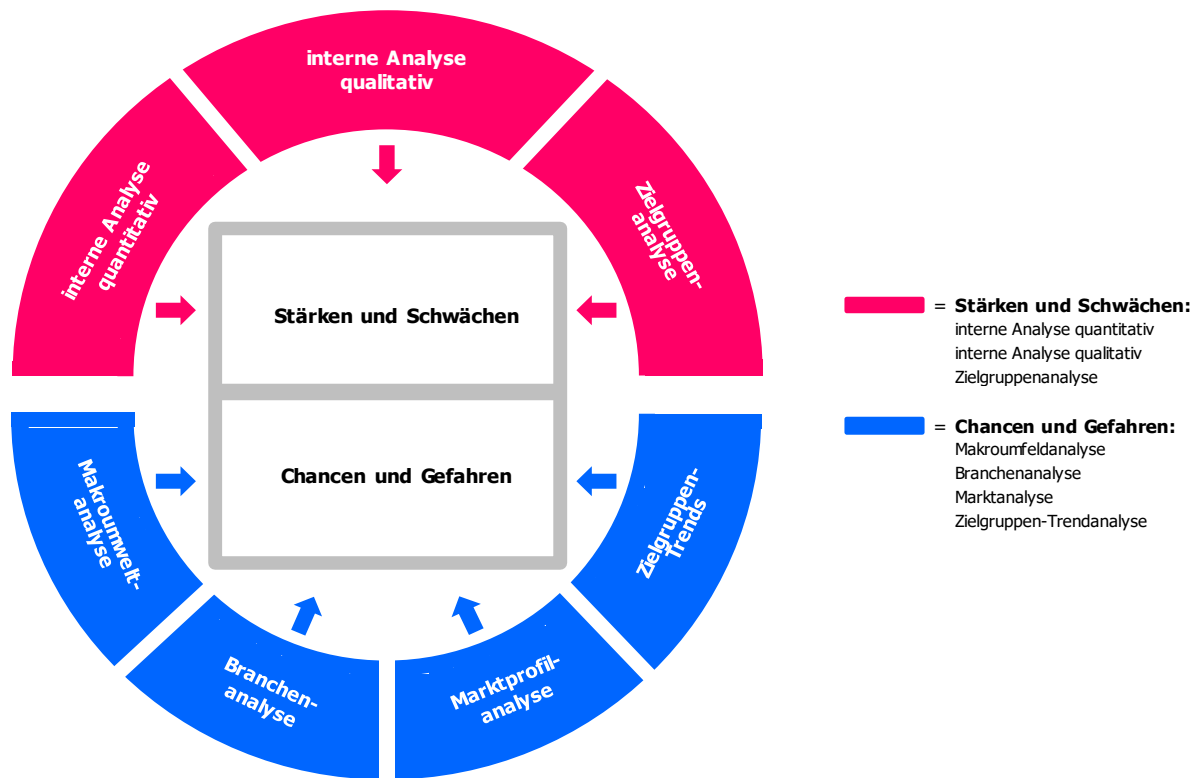 interne Analyse
qualitativ
interne Analyse
quantitativ
Zielgruppen-
analyse
Stärken und Schwächen
Chancen und Gefahren
Makroumwelt-
analyse
Zielgruppen-
Trends
Branchen-
analyse
Marktprofil-
analyse
= Stärken und Schwächen:
interne Analyse quantitativ
interne Analyse qualitativ
Zielgruppenanalyse
= Chancen und Gefahren:
Makroumfeldanalyse
Branchenanalyse
Marktanalyse
Zielgruppen-Trendanalyse